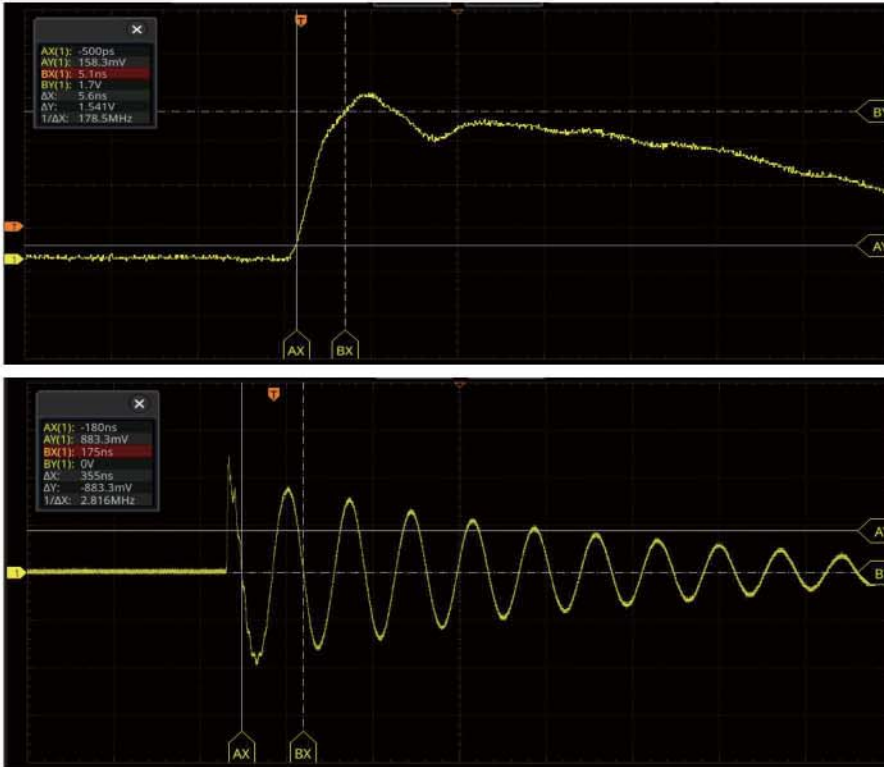 T
AX(1): -500ps
AY(1): 158.3mV
BX(1): 5.1ns
BY(1): 1.7V
ΔX: 5.6ns
ΔY: 1.541V
1/ΔX: 178.5MHz
BY
T
AY
1
AX BX
T
AX(1): -180ns
AY(1): 883.3mV
BX(1): 175ns
BY(1): 0V
ΔX: 355ns
ΔY: -883.3mV
1/ΔX: 2.816MHz
A
1
B
AX BX